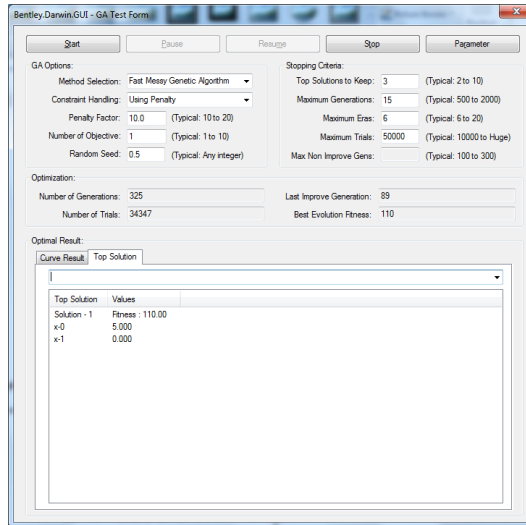 Bentley.Darwin.GUI - GA Test Form
Start Pause Resume Stop Parameter
GA Options: Stopping Criteria:
Method Selection: Fast Messy Genetic Algorithm Top Solutions to Keep: 3 (Typical: 2 to 10)
Constraint Handling: Using Penalty Maximum Generations: 15 (Typical: 500 to 2000)
Penalty Factor: 10.0 (Typical: 10 to 20) Maximum Eras: 6 (Typical: 6 to 20)
Number of Objective: 1 (Typical: 1 to 10) Maximum Trials: 50000 (Typical: 10000 to Huge)
Random Seed: 0.5 (Typical: Any integer) Max Non Improve Gens: (Typical: 100 to 300)
Optimization:
Number of Generations: 325 Last Improve Generation: 89
Number of Trials: 34347 Best Evolution Fitness: 110
Optimal Result:
Curve Result Top Solution
Top Solution Values
Solution - 1 Fitness : 110.00
x-0 5.000
x-1 0.000